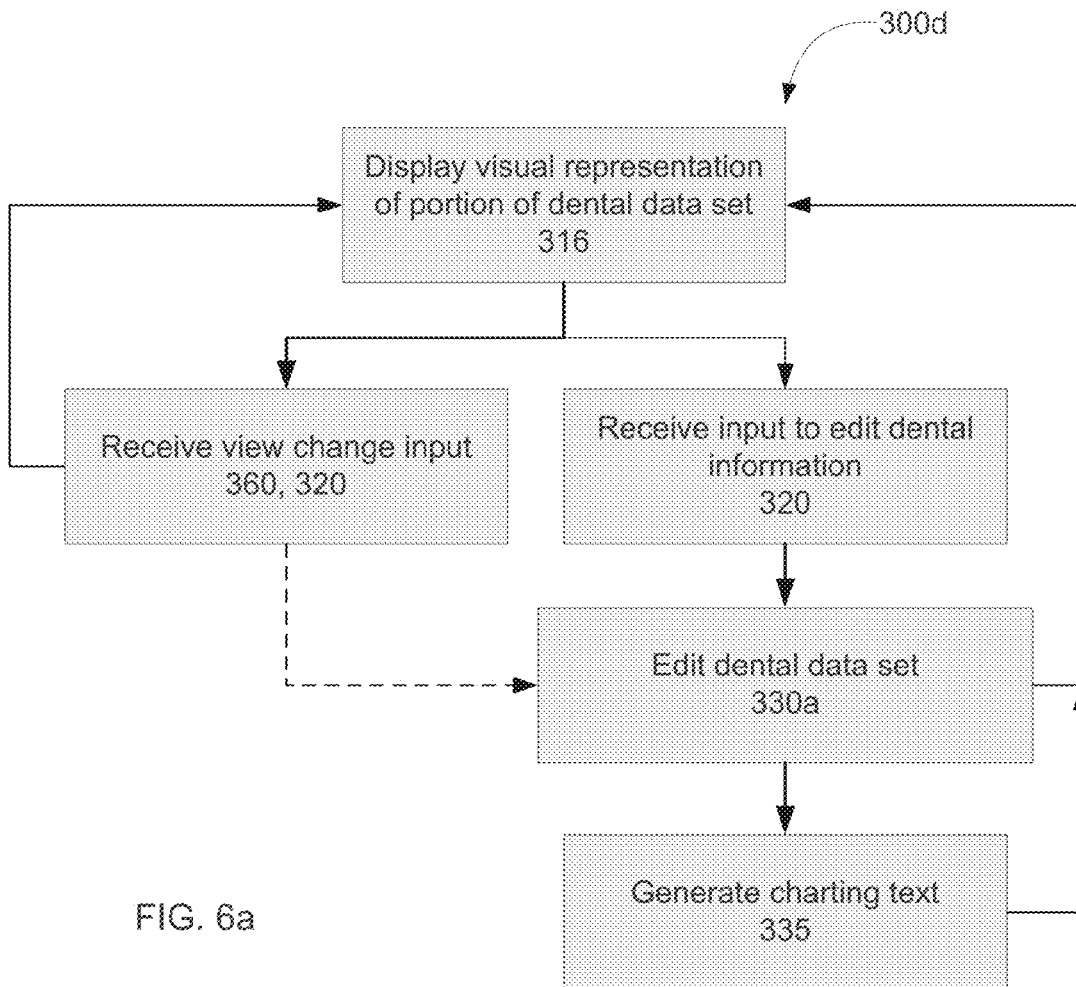 300d
Display visual representation
of portion of dental data set
316
Receive view change input
360, 320
Receive input to edit dental
information
320
Edit dental data set
330a
Generate charting text
335
FIG. 6a